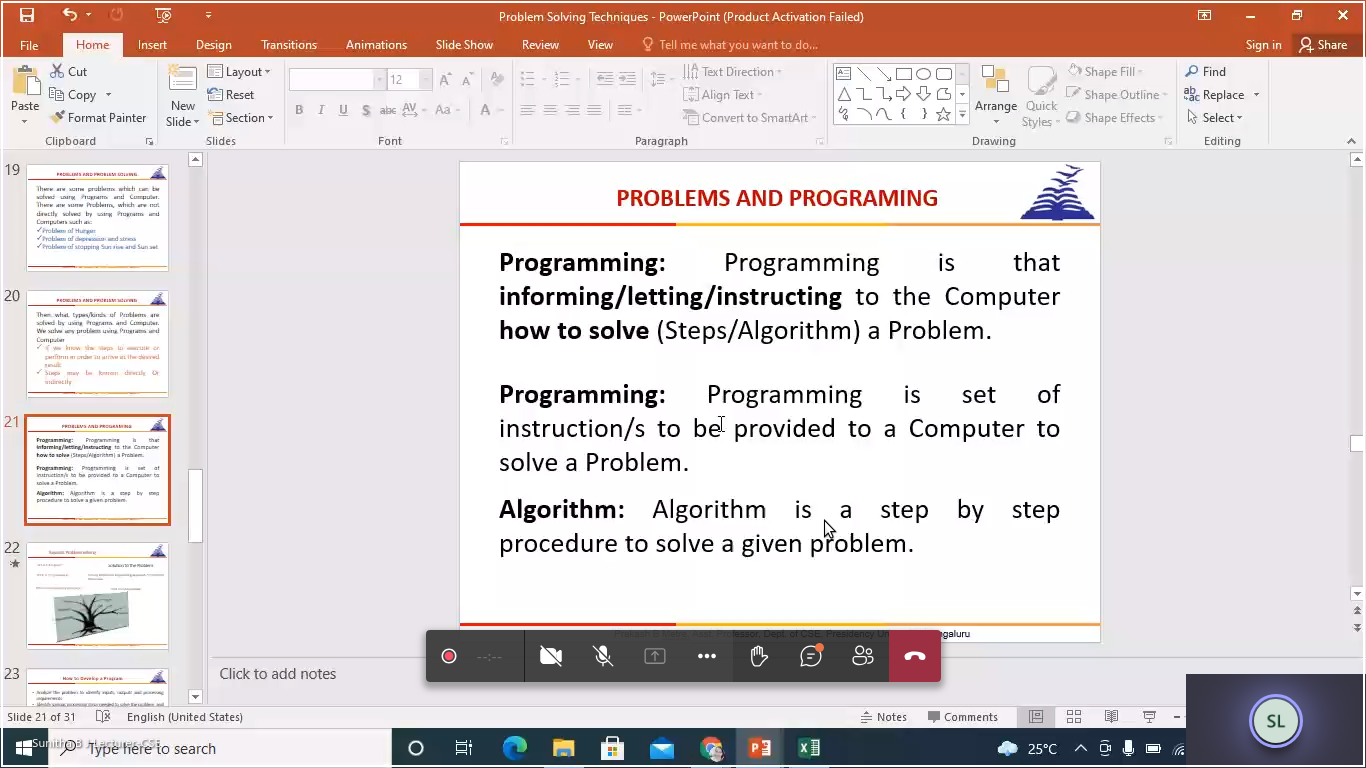 Problem Solving Techniques - PowerPoint (Product Activation Failed)
File Home Insert Design Transitions Animations Slide Show Review View Tell me what you want to do... Sign in Share
Cut
Copy
Format Painter
Paste
Clipboard
New
Slide
Layout
Reset
Section
Slides
12
B I U S abc AV Aa A
Font
Text Direction
Align Text
Convert to SmartArt
Paragraph
Arrange
Quick
Styles
Shape Fill
Shape Outline
Shape Effects
Drawing
Find
Replace
Select
Editing
19
PROBLEMS AND PROBLEM SOLVING
There are some problems which can be
solved using Programs and Computer.
There are some Problems, which are not
directly solved by using Programs and
Computers such as:
✓Problem of Hunger
✓Problem of depression and stress
✓Problem of stopping Sun rise and Sun set
20
PROBLEMS AND PROBLEM SOLVING
Then what types/kinds of Problems are
solved by using Programs and Computer.
We solve any problem using Programs and
Computer
we know the steps to execute or
perform in order to arrive at the desired
result
✓ Steps may be known directly Or
indirectly
21
PROBLEMS AND PROGRAMING
Programming: Programming is that
informing/letting/instructing to the Computer
how to solve (Steps/Algorithm) a Problem.
Programming: Programming is set of
instruction/s to be provided to a Computer to
solve a Problem.
Algorithm: Algorithm is a step by step
procedure to solve a given problem.
22
solution to the Problem
23
How to Develop a Program
Analyze the problem to identify inputs, outputs and processing
requirements
PROBLEMS AND PROGRAMING
Programming: Programming is that
informing/letting/instructing to the Computer
how to solve (Steps/Algorithm) a Problem.
Programming: Programming is set of
instruction/s to be provided to a Computer to
solve a Problem.
Algorithm: Algorithm is a step by step
procedure to solve a given problem.
Professor, Dept. of CSE, Presidency
--:--
Click to add notes
SL
Slide 21 of 31 English (United States) Notes Comments
Type here to search
25°C